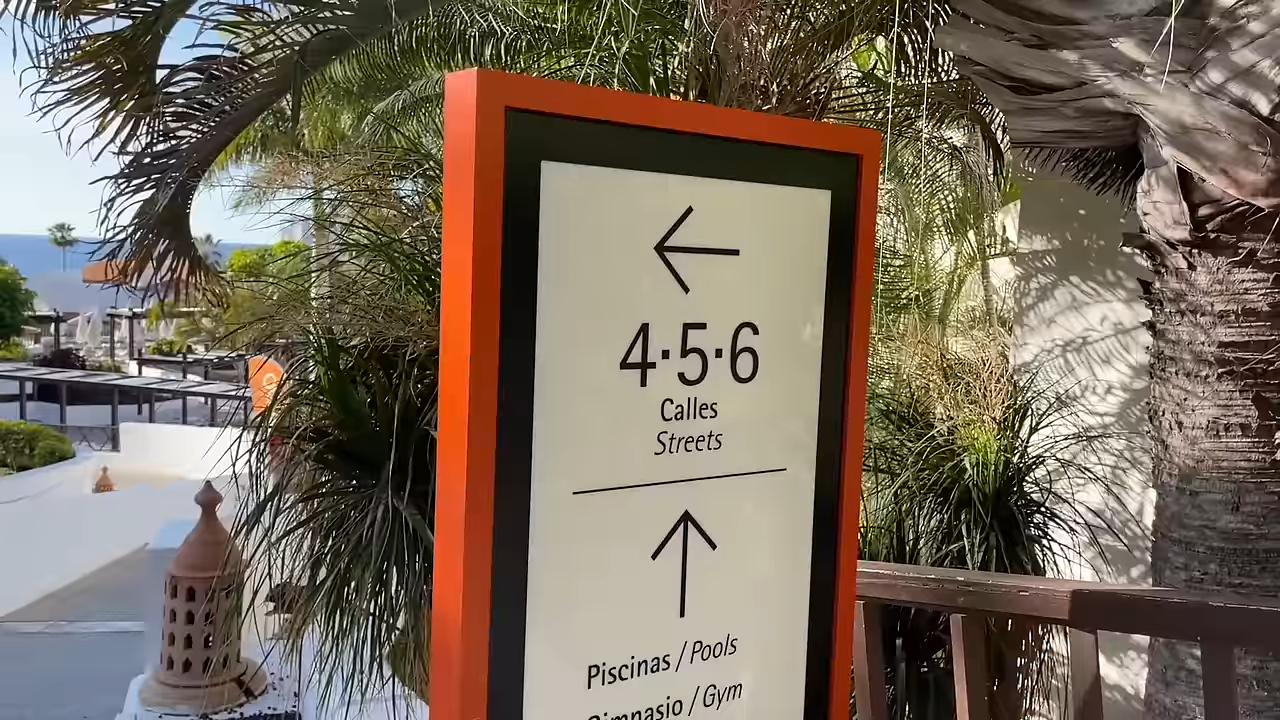 4·5·6
Calles
Streets
Piscinas / Pools
Gimnasio / Gym